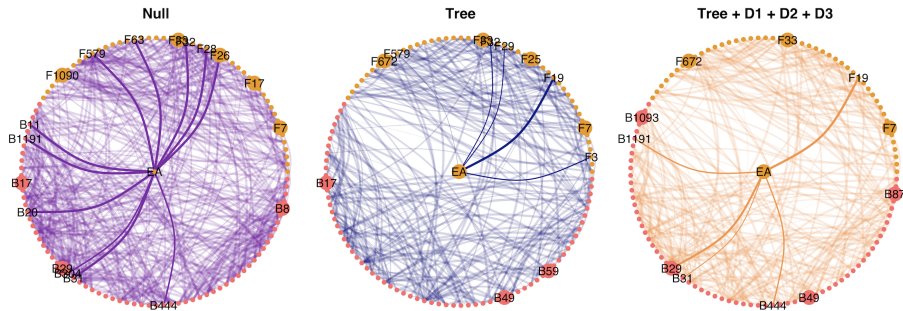 Null
F63
F32
F579
F28
F26
F1090
F17
B11
F7
B1191
EA
B17
B20
B8
B29
B31
B444
Tree
F32
F29
F579
F672
F25
F19
F7
F3
EA
B17
B59
B49
Tree + D1 + D2 + D3
F33
F672
F19
B1093
F7
B1191
EA
B87
B29
B31
B444
B49